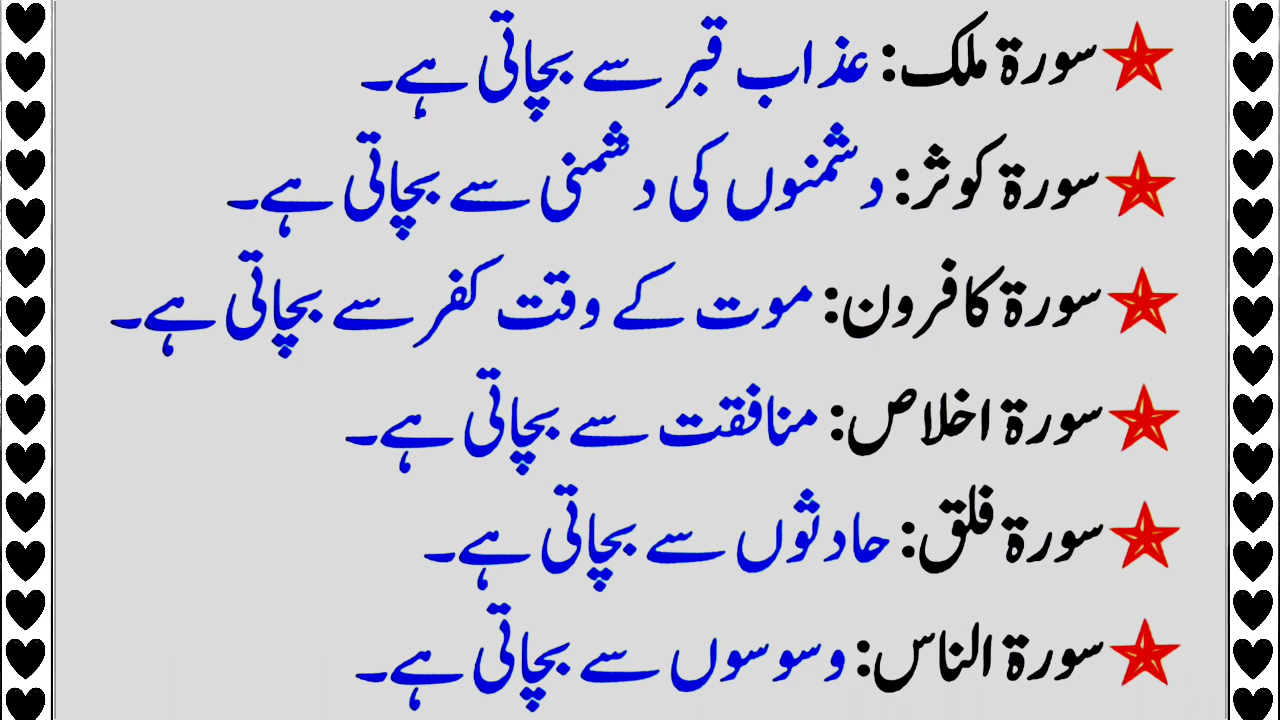 سورۃ ملک: عذاب قبر سے بچاتی ہے۔
سورۃ کوثر: دشمنوں کی دشمنی سے بچاتی ہے۔
سورۃ کافرون: موت کے وقت کفر سے بچاتی ہے۔
سورۃ اخلاص: منافقت سے بچاتی ہے۔
سورۃ فلق: حادثوں سے بچاتی ہے۔
سورۃ الناس: وسوسوں سے بچاتی ہے۔